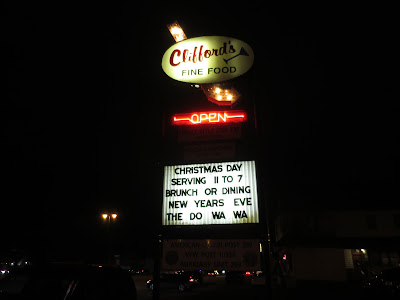 Clifford's
FINE FOOD
OPEN
CHRISTMAS DAY
SERVING 11 TO 7
BRUNCH OR DINING
NEW YEARS EVE
THE DO WA WA